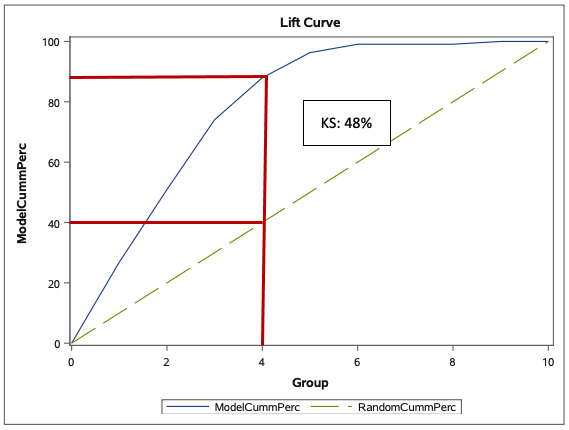 Lift Curve
100
80
60
40
20
0
ModelCummPerc
KS: 48%
0 2 4 6 8 10
Group
ModelCummPerc RandomCummPerc